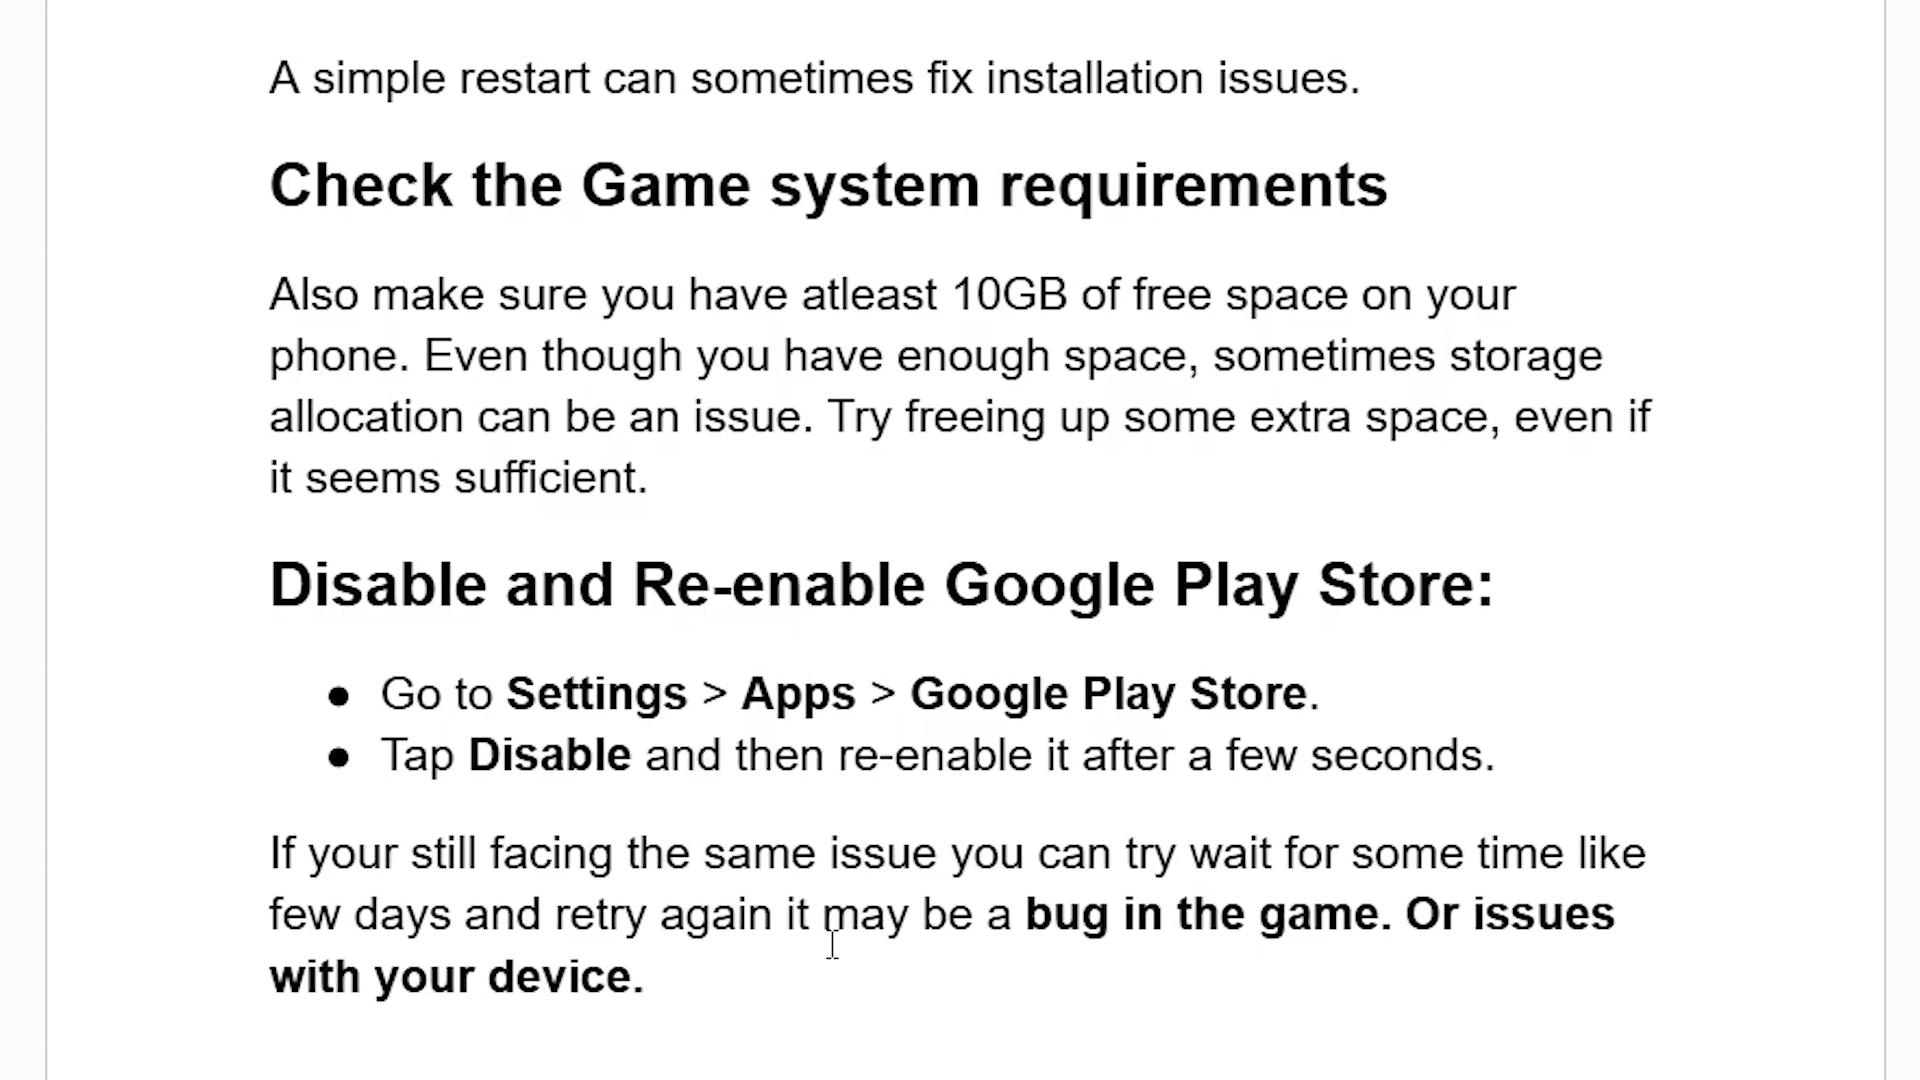 A simple restart can sometimes fix installation issues.
Check the Game system requirements
Also make sure you have atleast 10GB of free space on your
phone. Even though you have enough space, sometimes storage
allocation can be an issue. Try freeing up some extra space, even if
it seems sufficient.
Disable and Re-enable Google Play Store:
● Go to Settings > Apps > Google Play Store.
● Tap Disable and then re-enable it after a few seconds.
If your still facing the same issue you can try wait for some time like
few days and retry again it may be a bug in the game. Or issues
with your device.